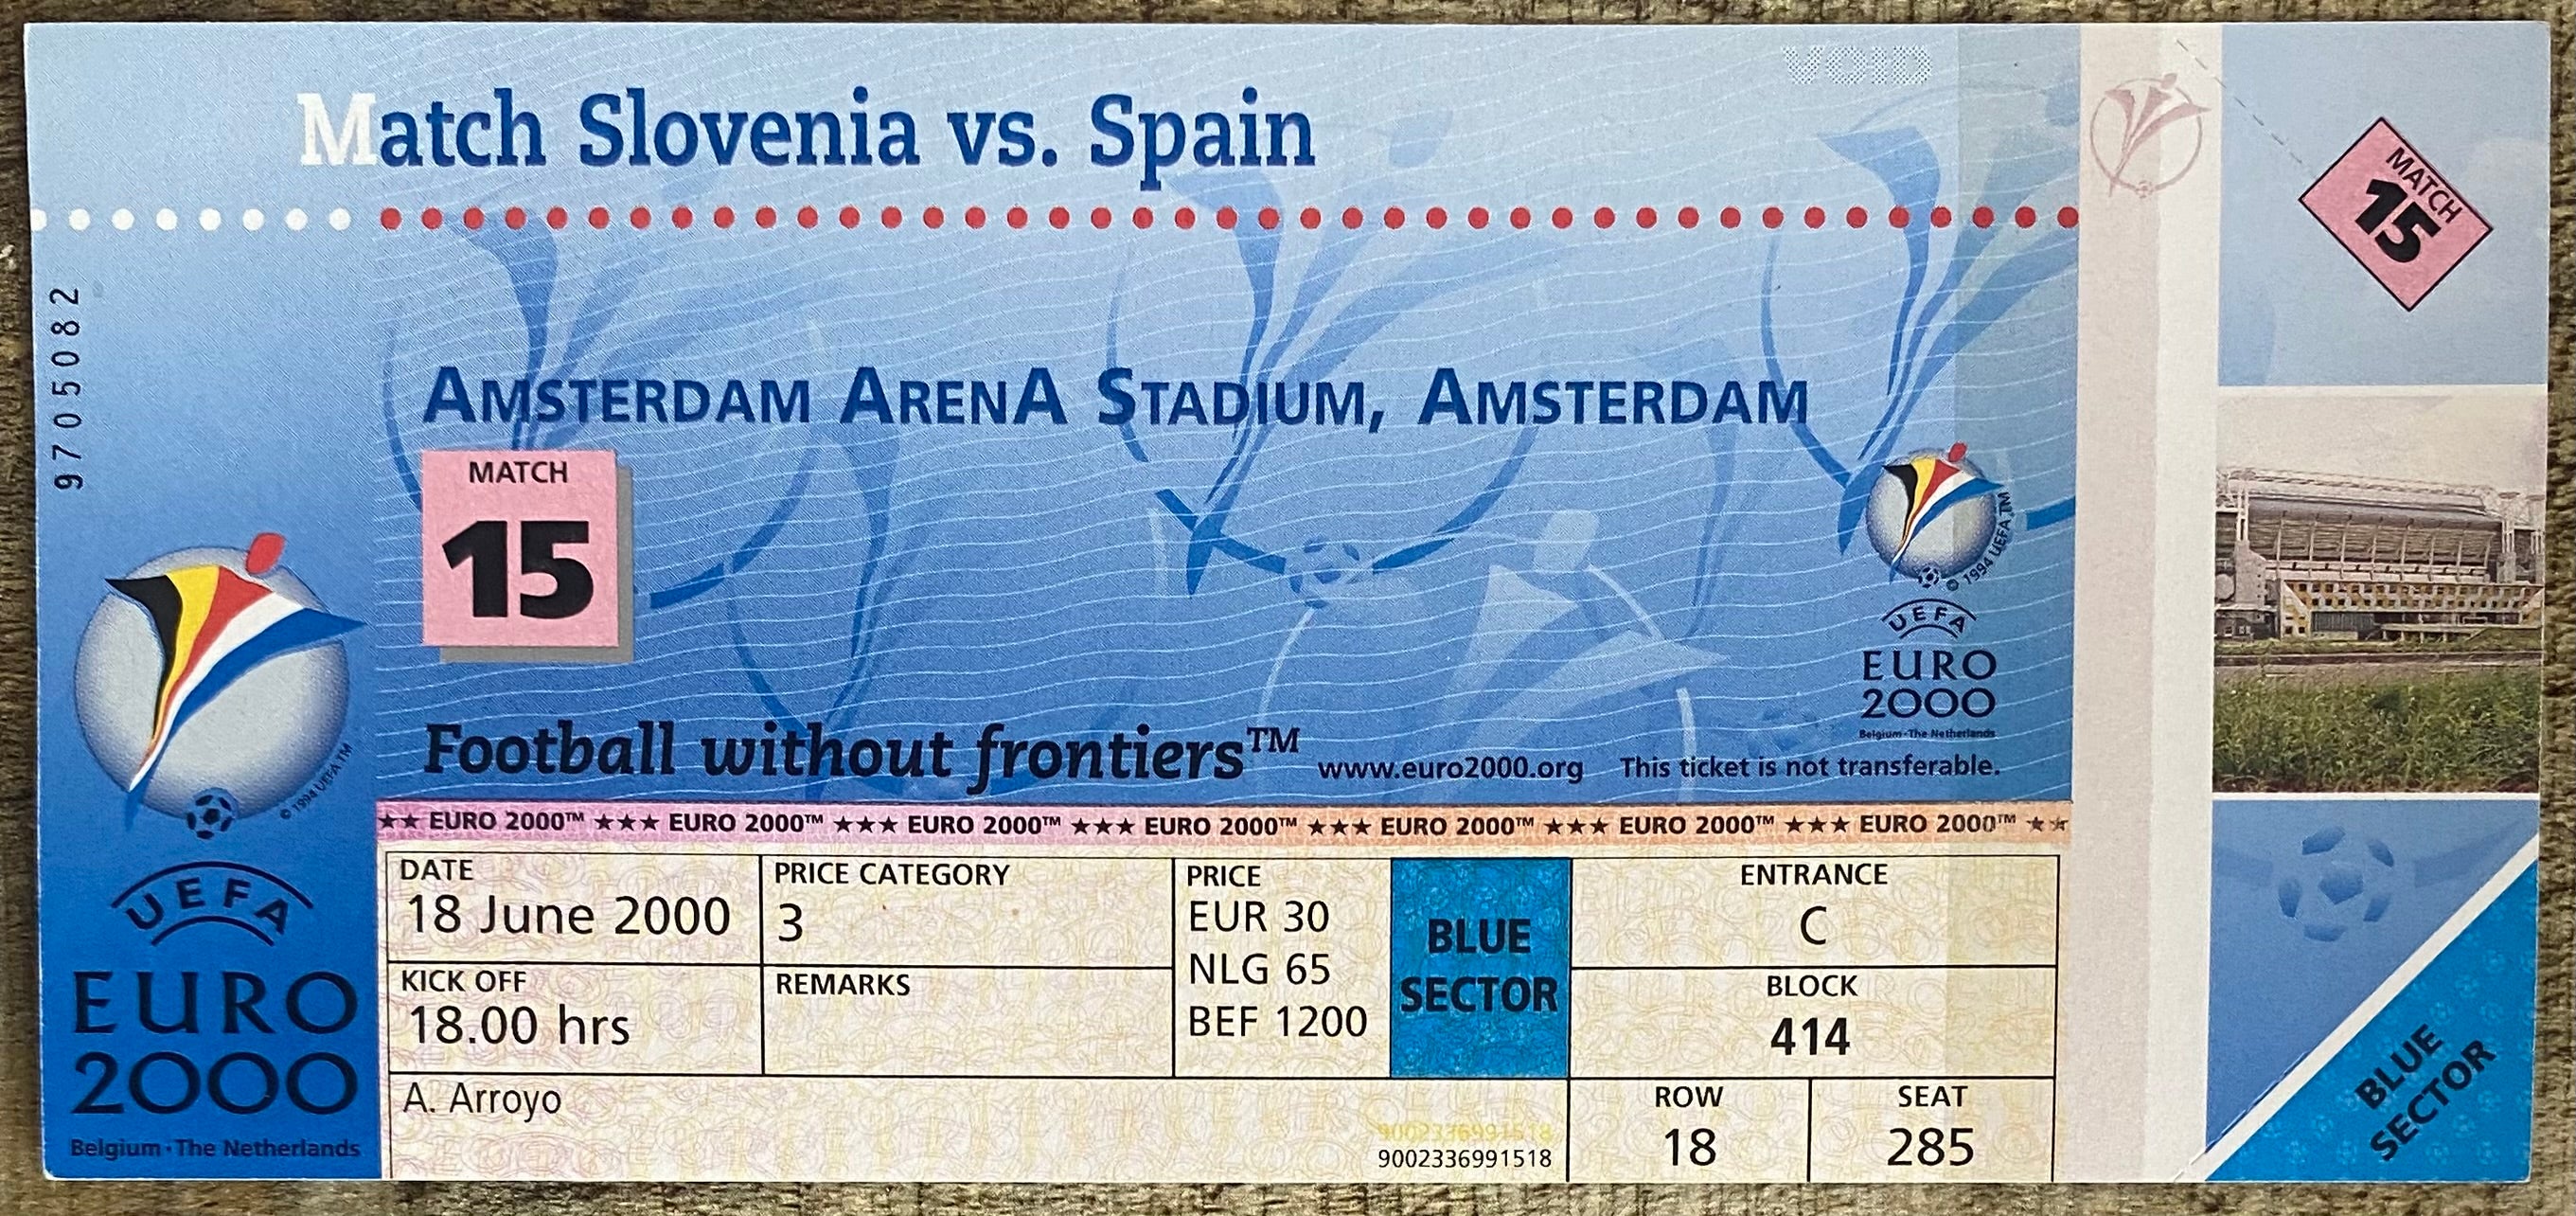 VOID
Match Slovenia vs. Spain
MATCH
15
9705082
AMSTERDAM ARENA STADIUM, AMSTERDAM
MATCH
15
© 1994 UEFA TM
UEFA
EURO
2000
Belgium·The Netherlands
Football without frontiers™
www.euro2000.org
This ticket is not transferable.
© 1994 UEFA TM
★★ EURO 2000™ ★★★ EURO 2000™ ★★★ EURO 2000™ ★★★ EURO 2000™ ★★★ EURO 2000™ ★★★ EURO 2000™ ★★★ EURO 2000™ ★★
UEFA
EURO
2000
Belgium·The Netherlands
DATE
18 June 2000
PRICE CATEGORY
3
PRICE
EUR 30
NLG 65
BEF 1200
BLUE
SECTOR
ENTRANCE
C
KICK OFF
18.00 hrs
REMARKS
BLOCK
414
A. Arroyo
9002336991518
9002336991518
ROW
18
SEAT
285
BLUE
SECTOR